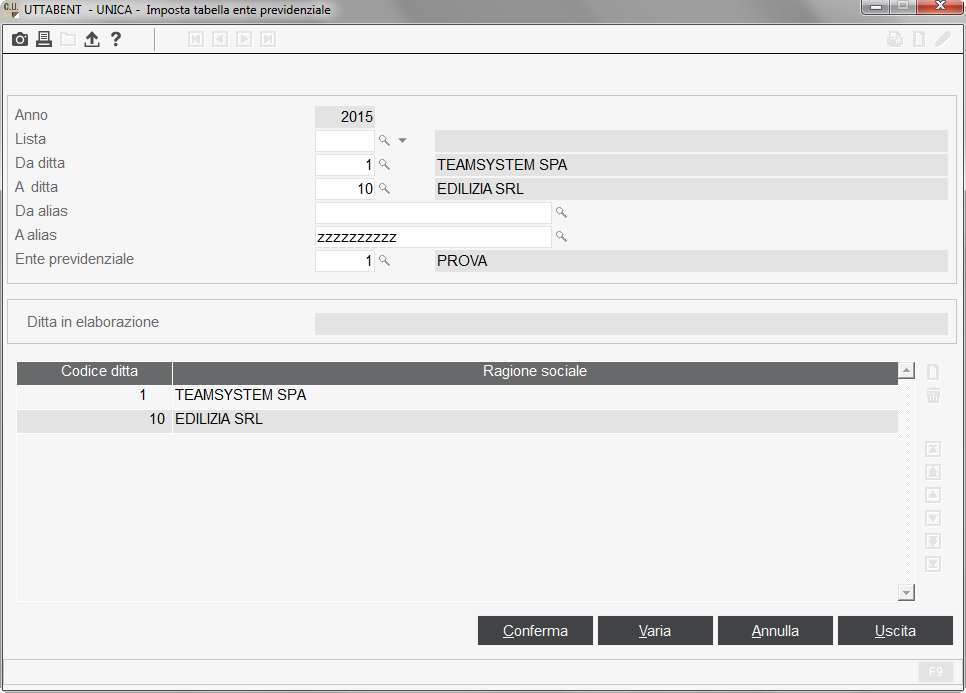 C.U. UTTABENT - UNICA - Imposta tabella ente previdenziale
?
Anno 2015
Lista
Da ditta 1 TEAMSYSTEM SPA
A ditta 10 EDILIZIA SRL
Da alias
A alias zzzzzzzzzz
Ente previdenziale 1 PROVA
Ditta in elaborazione
Codice ditta Ragione sociale
1 TEAMSYSTEM SPA
10 EDILIZIA SRL
Conferma Varia Annulla Uscita
F9